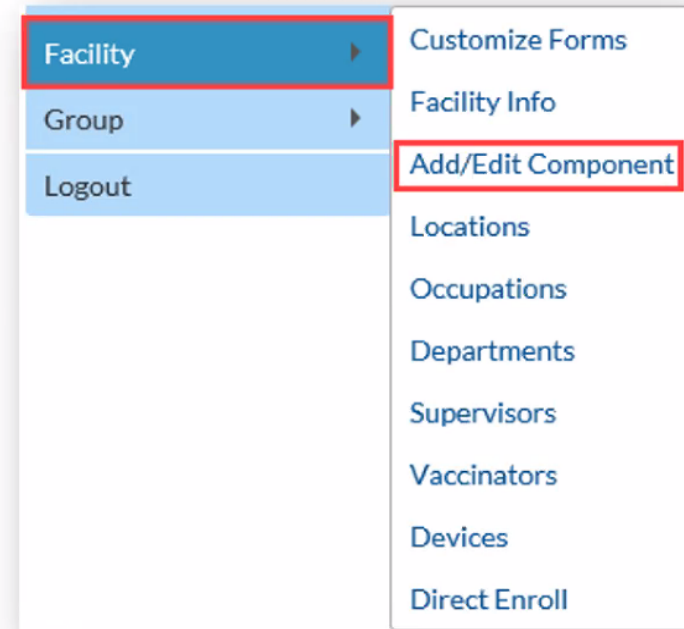 Facility
Group
Logout
Customize Forms
Facility Info
Add/Edit Component
Locations
Occupations
Departments
Supervisors
Vaccinators
Devices
Direct Enroll